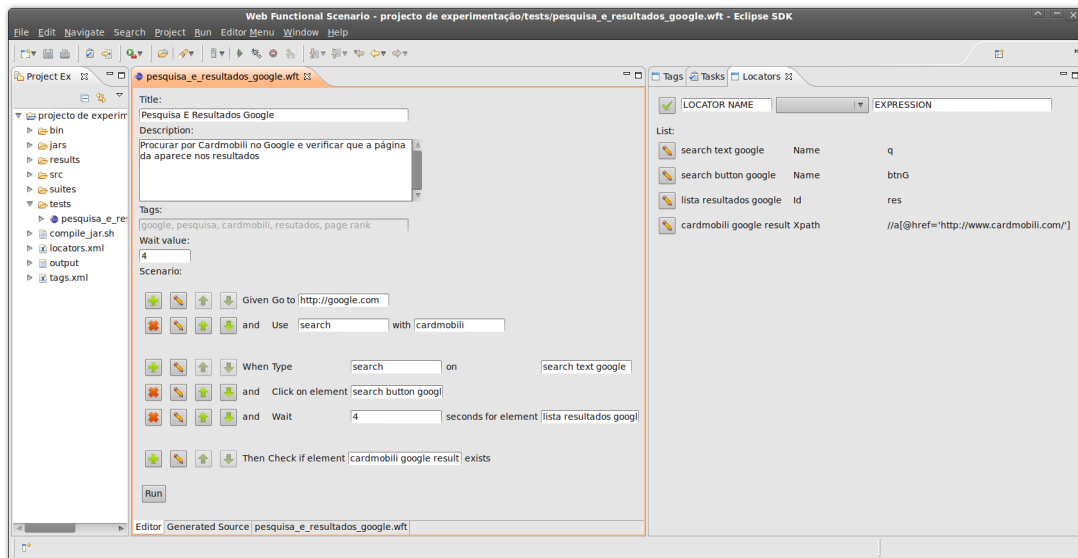 Web Functional Scenario - projecto de experimentação/tests/pesquisa_e_resultados_google.wft - Eclipse SDK
File Edit Navigate Search Project Run Editor Menu Window Help
Project Ex
pesquisa_e_resultados_google.wft
Tags Tasks Locators
projecto de experim
bin
jars
results
src
suites
tests
pesquisa_e_res
compile_jar.sh
locators.xml
output
tags.xml
Title:
Pesquisa E Resultados Google
Description:
Procurar por Cardmobili no Google e verificar que a página
da aparece nos resultados
Tags:
google, pesquisa, cardmobili, resutados, page rank
Wait value:
4
Scenario:
Given Go to http://google.com
and Use search with cardmobili
When Type search on search text google
and Click on element search button googl
and Wait 4 seconds for element lista resultados googl
Then Check if element cardmobili google result exists
Run
Editor Generated Source pesquisa_e_resultados_google.wft
LOCATOR NAME EXPRESSION
List:
search text google Name q
search button google Name btnG
lista resultados google Id res
cardmobili google result Xpath //a[@href='http://www.cardmobili.com/']